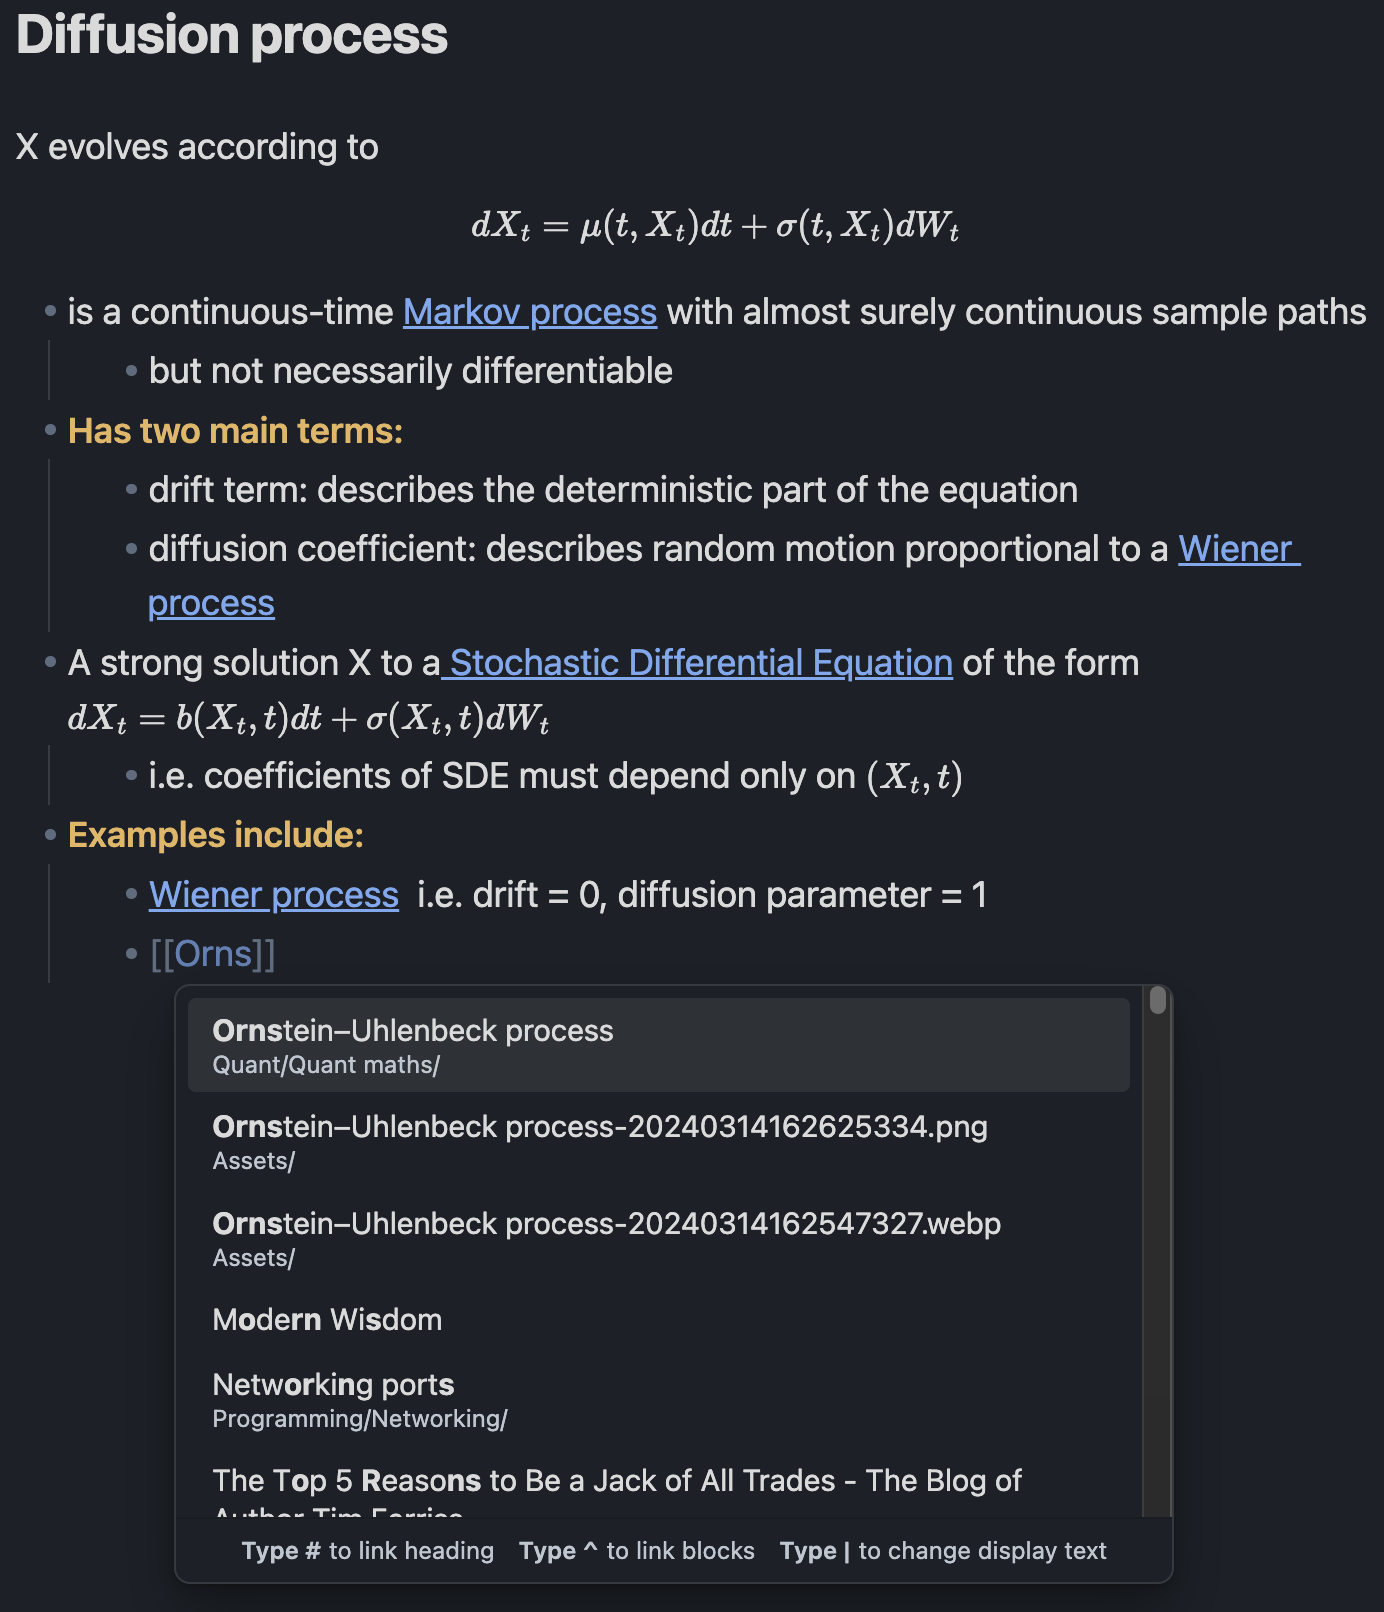 Diffusion process
X evolves according to
dX_t = μ(t, X_t)dt + σ(t, X_t)dW_t
• is a continuous-time Markov process with almost surely continuous sample paths
• but not necessarily differentiable
• Has two main terms:
• drift term: describes the deterministic part of the equation
• diffusion coefficient: describes random motion proportional to a Wiener
process
• A strong solution X to a Stochastic Differential Equation of the form
dX_t = b(X_t, t)dt + σ(X_t, t)dW_t
• i.e. coefficients of SDE must depend only on (X_t, t)
• Examples include:
• Wiener process i.e. drift = 0, diffusion parameter = 1
• [[Orns]]
Ornstein–Uhlenbeck process
Quant/Quant maths/
Ornstein–Uhlenbeck process-20240314162625334.png
Assets/
Ornstein–Uhlenbeck process-20240314162547327.webp
Assets/
Modern Wisdom
Networking ports
Programming/Networking/
The Top 5 Reasons to Be a Jack of All Trades - The Blog of
Author Tim Ferriss
Type # to link heading Type ^ to link blocks Type | to change display text